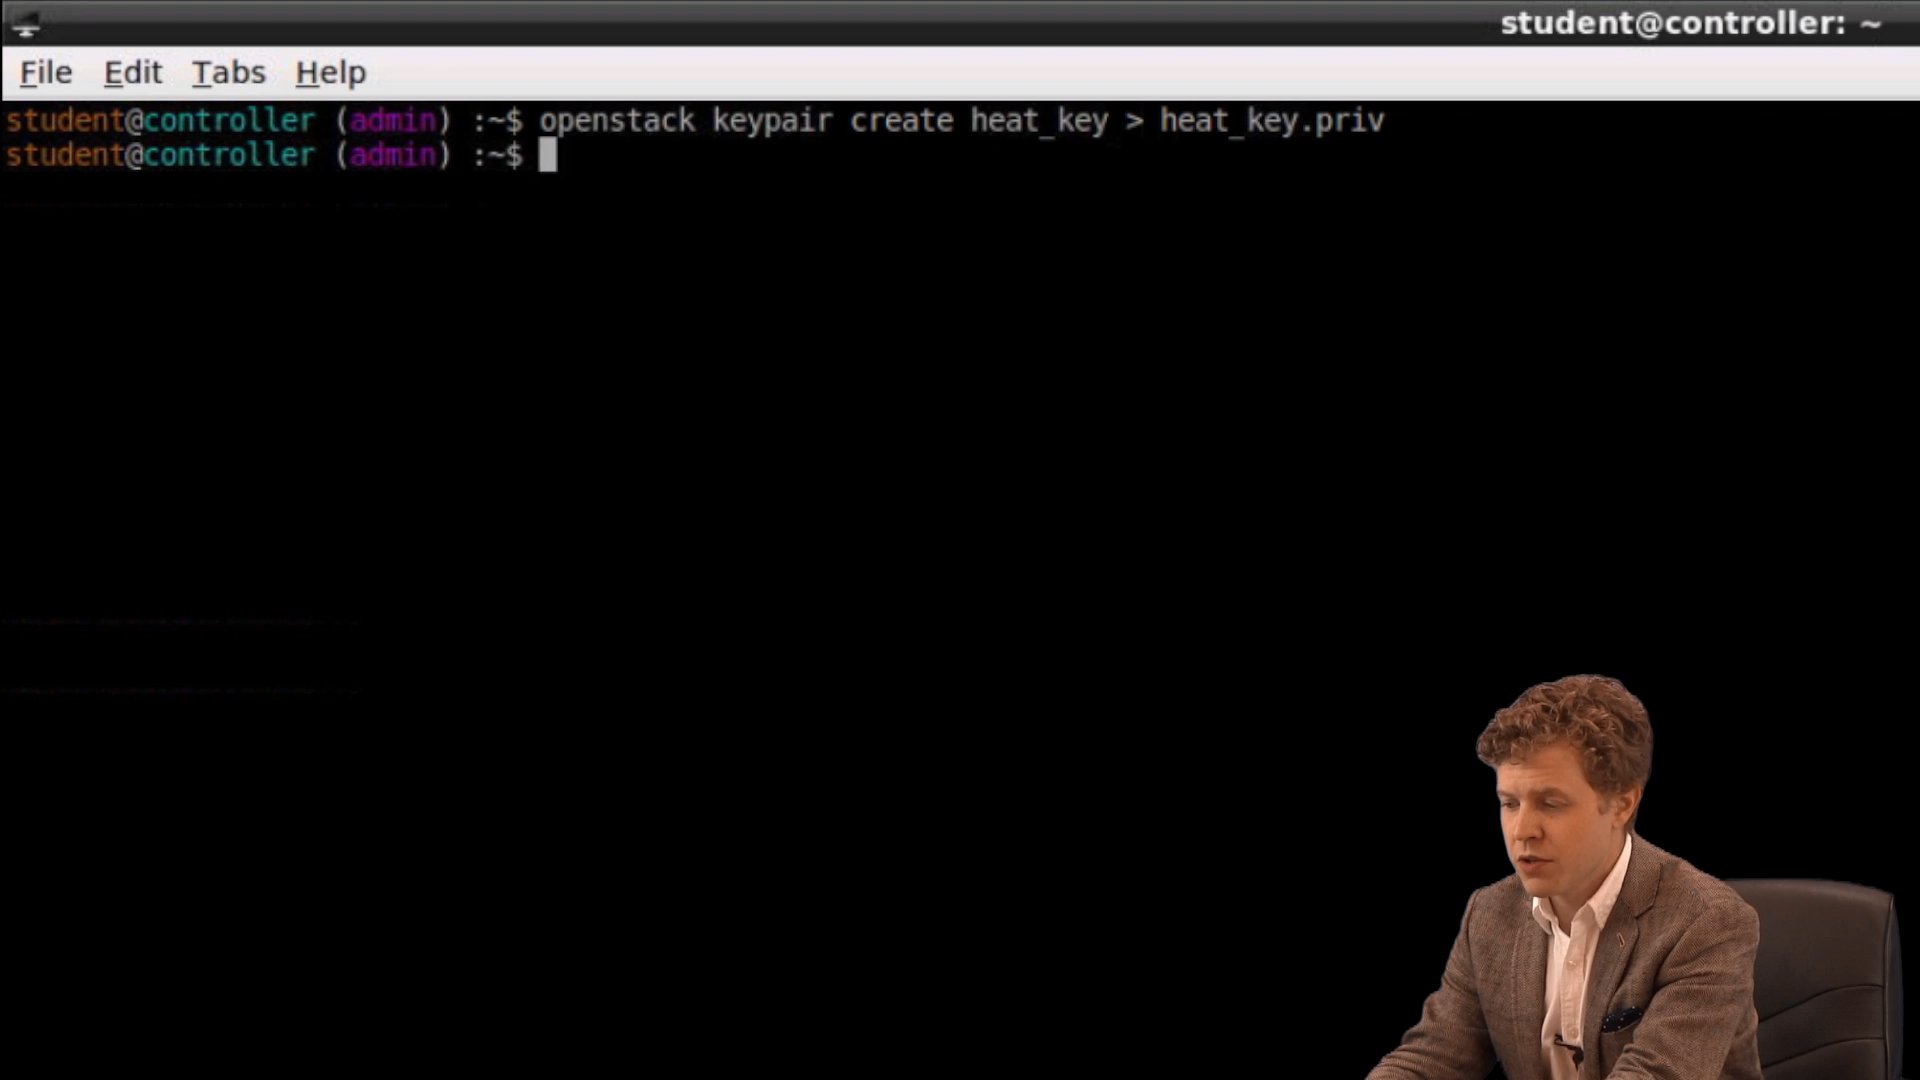 student@controller: ~
File Edit Tabs Help
student@controller (admin) :~$ openstack keypair create heat_key > heat_key.priv
student@controller (admin) :~$